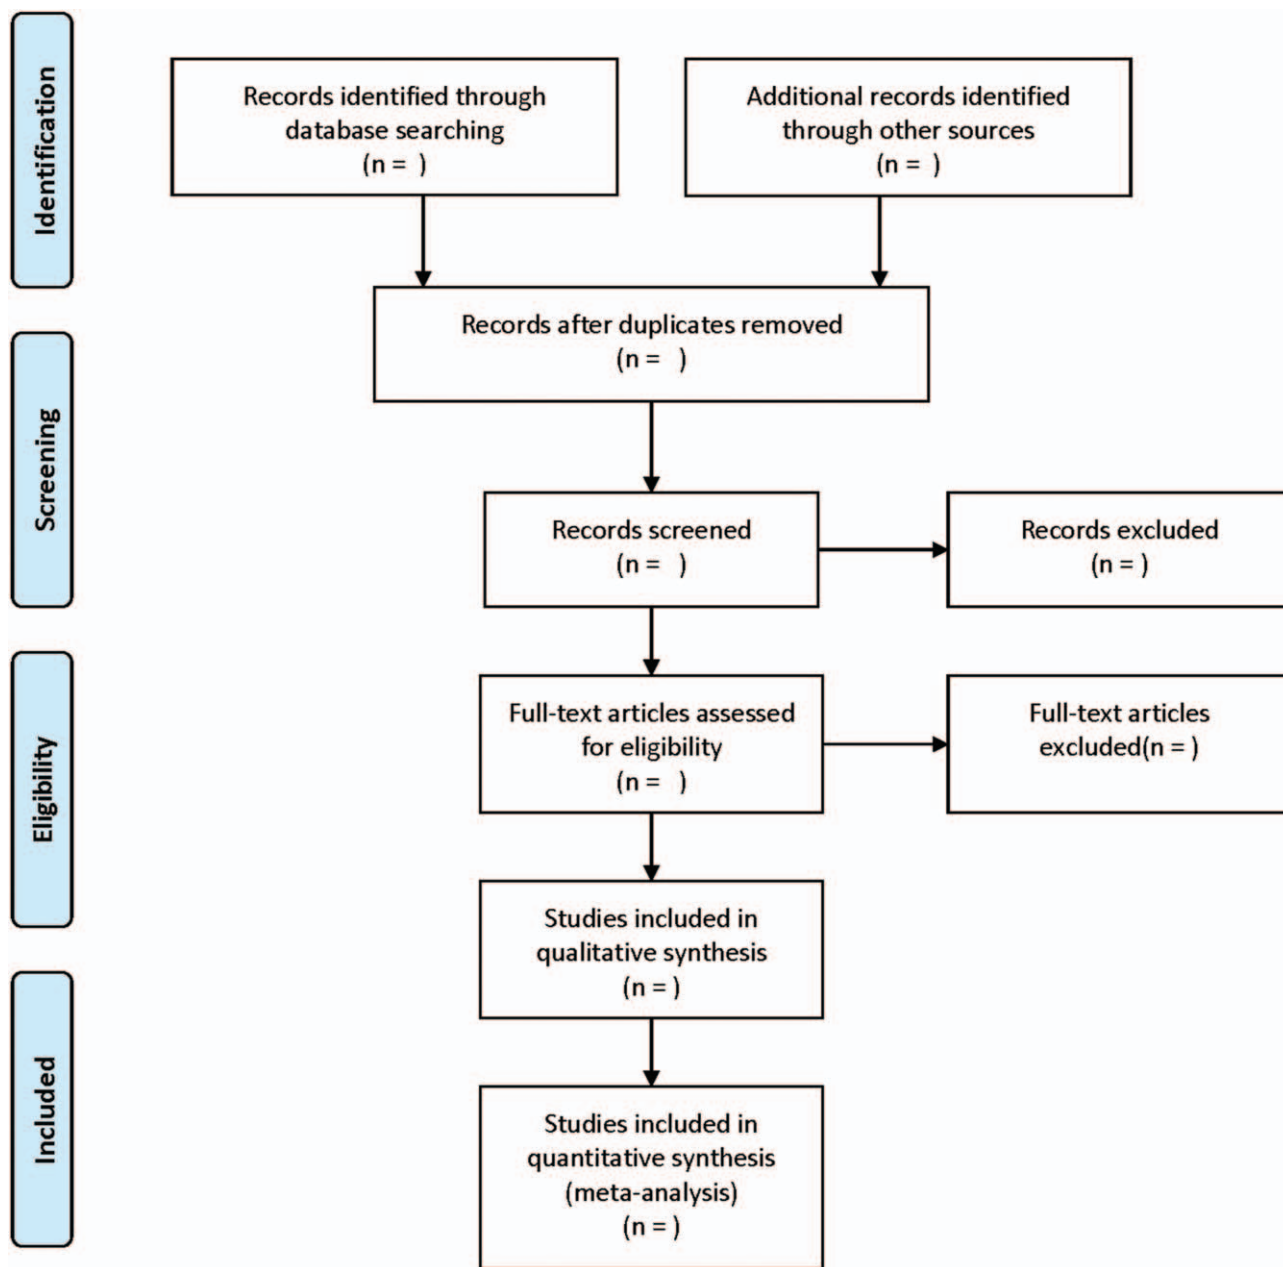 Identification
Records identified through
database searching
(n =  )
Additional records identified
through other sources
(n =  )
Records after duplicates removed
(n =  )
Screening
Records screened
(n =  )
Records excluded
(n = )
Eligibility
Full-text articles assessed
for eligibility
(n =  )
Full-text articles
excluded(n = )
Studies included in
qualitative synthesis
(n = )
Included
Studies included in
quantitative synthesis
(meta-analysis)
(n = )